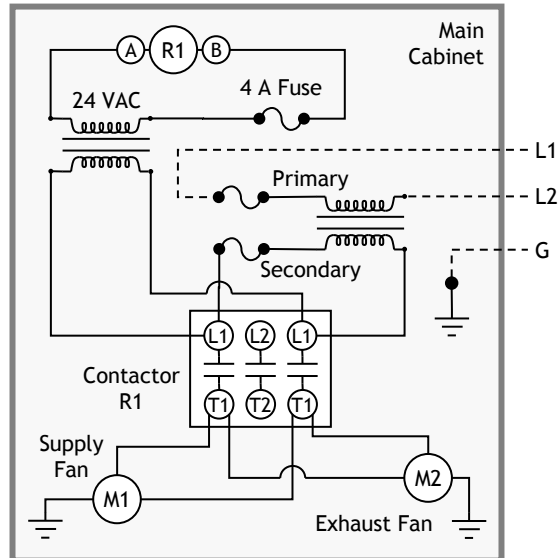 Main
Cabinet
A R1 B
24 VAC
4 A Fuse
L1
Primary
L2
G
Secondary
L1 L2 L1
Contactor
R1
T1 T2 T1
Supply
Fan
M1
M2
Exhaust Fan